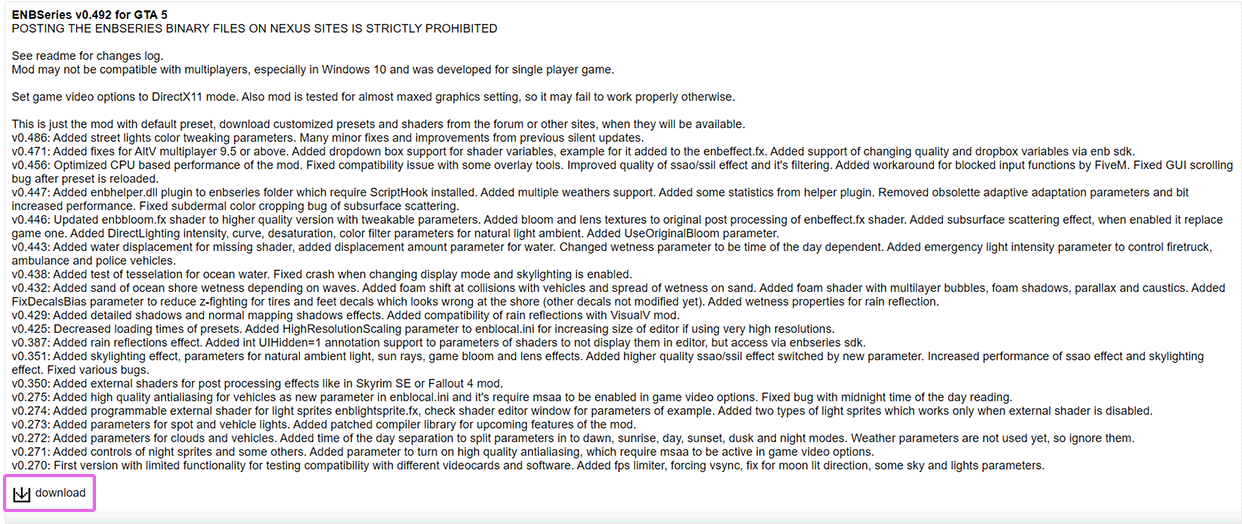 ENBSeries v0.492 for GTA 5
POSTING THE ENBSERIES BINARY FILES ON NEXUS SITES IS STRICTLY PROHIBITED
See readme for changes log.
Mod may not be compatible with multiplayers, especially in Windows 10 and was developed for single player game.
Set game video options to DirectX11 mode. Also mod is tested for almost maxed graphics setting, so it may fail to work properly otherwise.
This is just the mod with default preset, download customized presets and shaders from the forum or other sites, when they will be available.
v0.486: Added street lights color tweaking parameters. Many minor fixes and improvements from previous silent updates.
v0.471: Added fixes for AltV multiplayer 9.5 or above. Added dropdown box support for shader variables, example for it added to the enbeffect.fx. Added support of changing quality and dropbox variables via enb sdk.
v0.456: Optimized CPU based performance of the mod. Fixed compatibility issue with some overlay tools. Improved quality of ssao/ssil effect and it's filtering. Added workaround for blocked input functions by FiveM. Fixed GUI scrolling
bug after preset is reloaded.
v0.447: Added enbhelper.dll plugin to enbseries folder which require ScriptHook installed. Added multiple weathers support. Added some statistics from helper plugin. Removed obsolette adaptive adaptation parameters and bit
increased performance. Fixed subdermal color cropping bug of subsurface scattering.
v0.446: Updated enbbloom.fx shader to higher quality version with tweakable parameters. Added bloom and lens textures to original post processing of enbeffect.fx shader. Added subsurface scattering effect, when enabled it replace
game one. Added DirectLighting intensity, curve, desaturation, color filter parameters for natural light ambient. Added UseOriginalBloom parameter.
v0.443: Added water displacement for missing shader, added displacement amount parameter for water. Changed wetness parameter to be time of the day dependent. Added emergency light intensity parameter to control firetruck,
ambulance and police vehicles.
v0.438: Added test of tesselation for ocean water. Fixed crash when changing display mode and skylighting is enabled.
v0.432: Added sand of ocean shore wetness depending on waves. Added foam shift at collisions with vehicles and spread of wetness on sand. Added foam shader with multilayer bubbles, foam shadows, parallax and caustics. Added
FixDecalsBias parameter to reduce z-fighting for tires and feet decals which looks wrong at the shore (other decals not modified yet). Added wetness properties for rain reflection.
v0.429: Added detailed shadows and normal mapping shadows effects. Added compatibility of rain reflections with VisualV mod.
v0.425: Decreased loading times of presets. Added HighResolutionScaling parameter to enblocal.ini for increasing size of editor if using very high resolutions.
v0.387: Added rain reflections effect. Added int UIHidden=1 annotation support to parameters of shaders to not display them in editor, but access via enbseries sdk.
v0.351: Added skylighting effect, parameters for natural ambient light, sun rays, game bloom and lens effects. Added higher quality ssao/ssil effect switched by new parameter. Increased performance of ssao effect and skylighting
effect. Fixed various bugs.
v0.350: Added external shaders for post processing effects like in Skyrim SE or Fallout 4 mod.
v0.275: Added high quality antialiasing for vehicles as new parameter in enblocal.ini and it's require msaa to be enabled in game video options. Fixed bug with midnight time of the day reading.
v0.274: Added programmable external shader for light sprites enblightsprite.fx, check shader editor window for parameters of example. Added two types of light sprites which works only when external shader is disabled.
v0.273: Added parameters for spot and vehicle lights. Added patched compiler library for upcoming features of the mod.
v0.272: Added parameters for clouds and vehicles. Added time of the day separation to split parameters in to dawn, sunrise, day, sunset, dusk and night modes. Weather parameters are not used yet, so ignore them.
v0.271: Added controls of night sprites and some others. Added parameter to turn on high quality antialiasing, which require msaa to be active in game video options.
v0.270: First version with limited functionality for testing compatibility with different videocards and software. Added fps limiter, forcing vsync, fix for moon lit direction, some sky and lights parameters.
download